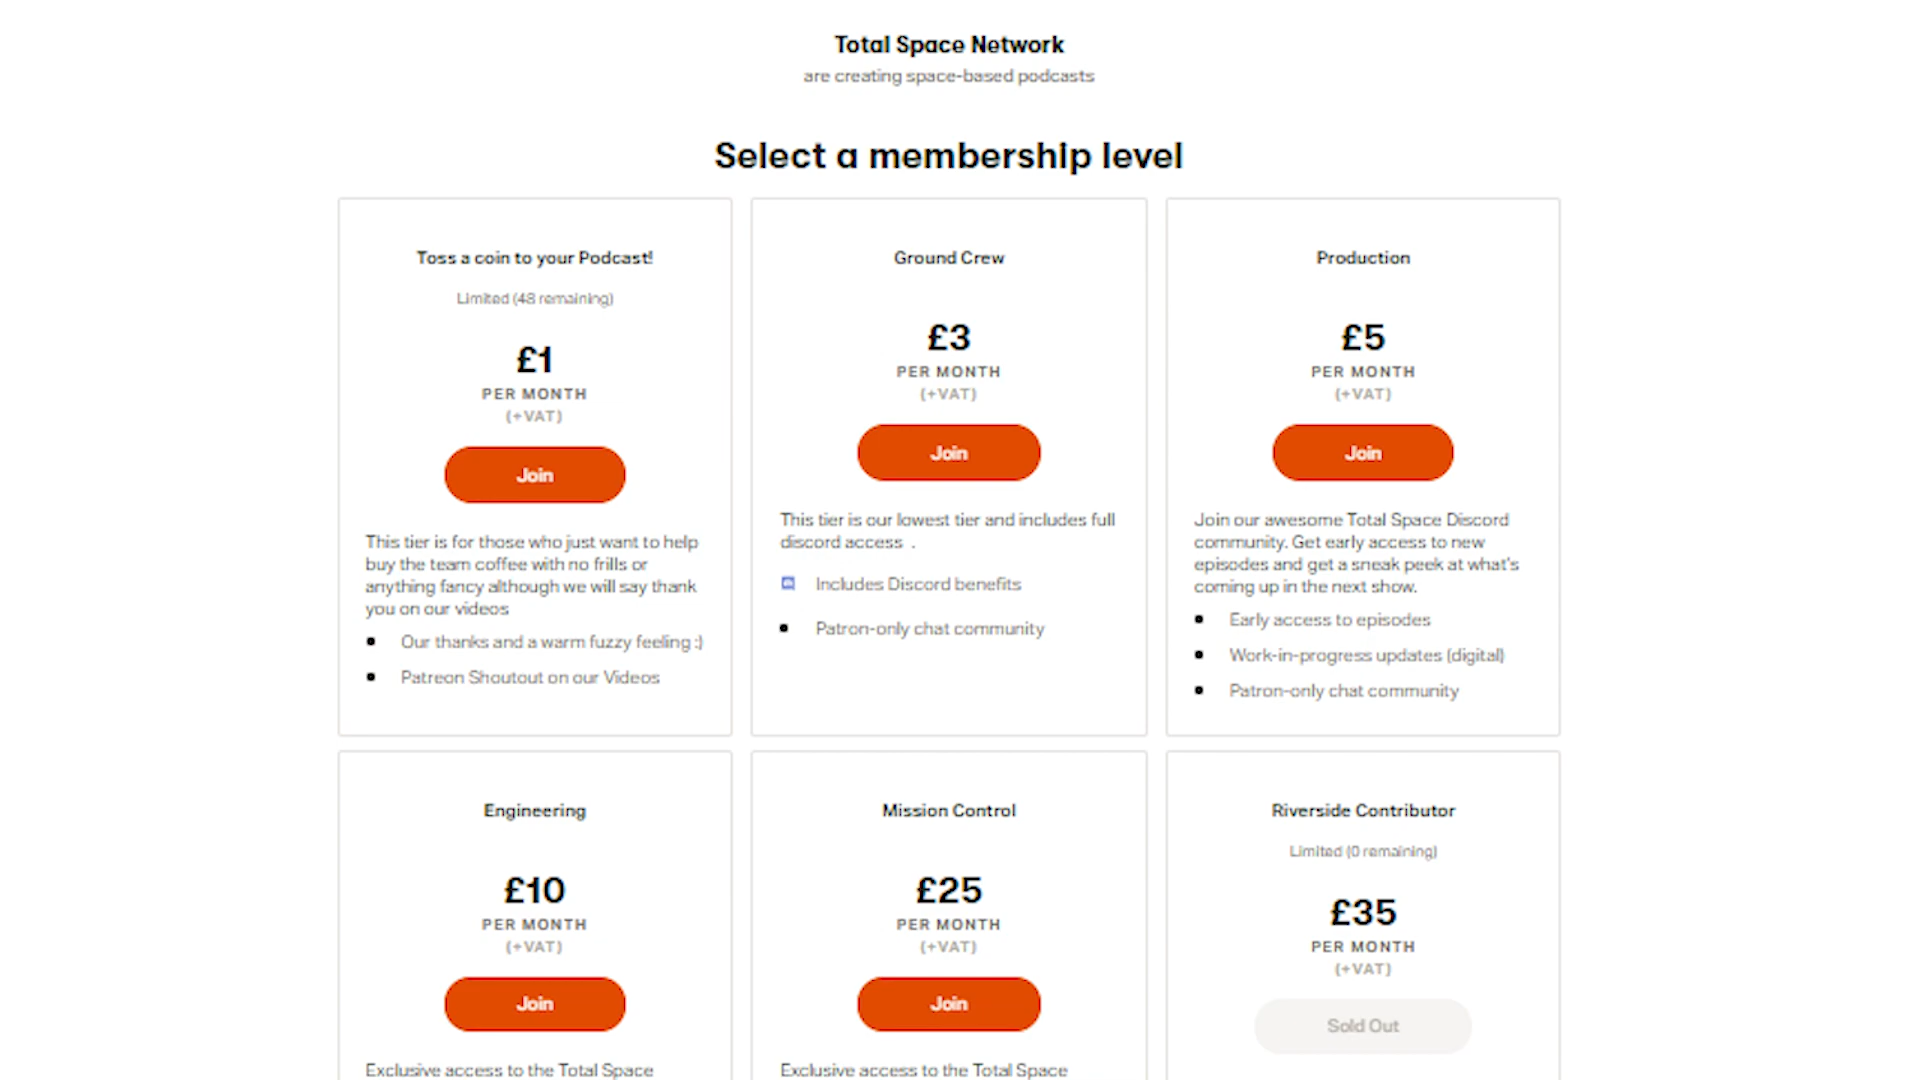 Total Space Network
are creating space-based podcasts
Select a membership level
Toss a coin to your Podcast!
Limited (48 remaining)
£1
PER MONTH
(+VAT)
Join
This tier is for those who just want to help
buy the team coffee with no frills or
anything fancy although we will say thank
you on our videos
Our thanks and a warm fuzzy feeling :)
Patreon Shoutout on our Videos
Ground Crew
£3
PER MONTH
(+VAT)
Join
This tier is our lowest tier and includes full
discord access .
Includes Discord benefits
Patron-only chat community
Production
£5
PER MONTH
(+VAT)
Join
Join our awesome Total Space Discord
community. Get early access to new
episodes and get a sneak peek at what's
coming up in the next show.
Early access to episodes
Work-in-progress updates (digital)
Patron-only chat community
Engineering
£10
PER MONTH
(+VAT)
Join
Exclusive access to the Total Space
Mission Control
£25
PER MONTH
(+VAT)
Join
Exclusive access to the Total Space
Riverside Contributor
Limited (0 remaining)
£35
PER MONTH
(+VAT)
Sold Out